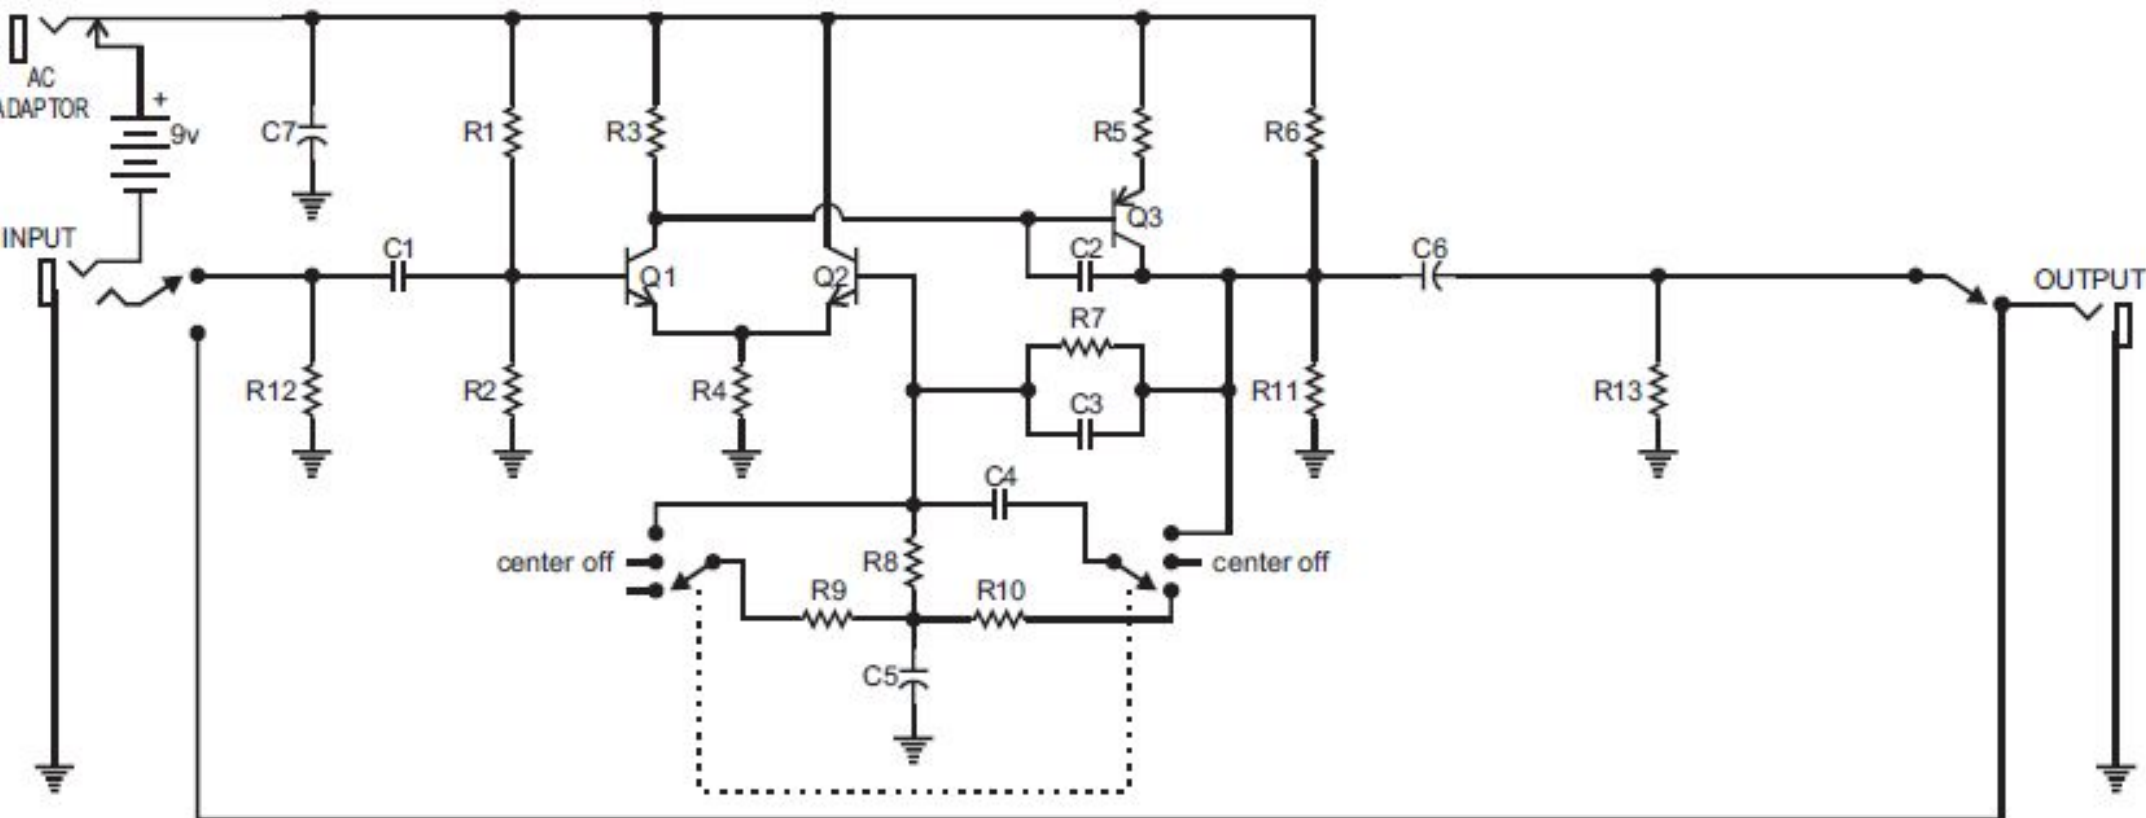 AC
ADAPTOR
+
9v
C7
R1
R3
R5
R6
INPUT
C1
Q1
Q2
Q3
C2
C6
OUTPUT
R7
R12
R2
R4
C3
R11
R13
C4
center off
R8
center off
R9
R10
C5